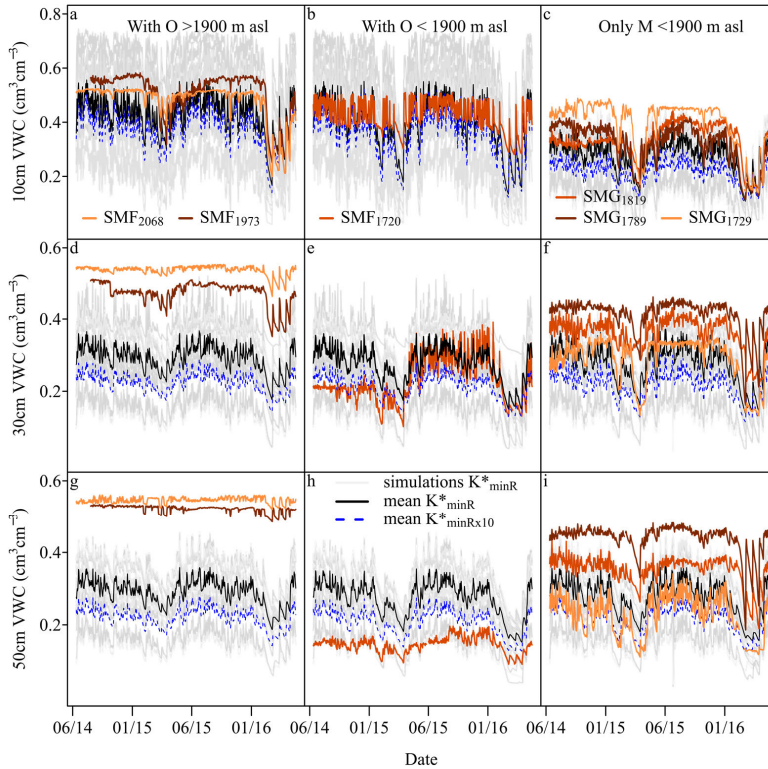 With O >1900 m asl
With O < 1900 m asl
Only M <1900 m asl
a
b
c
10cm VWC (cm³cm⁻³)
0.8
0.6
0.4
0.2
SMF2068
SMF1973
SMF1720
SMG1819
SMG1789
SMG1729
d
e
f
30cm VWC (cm³cm⁻³)
0.6
0.4
0.2
g
h
i
50cm VWC (cm³cm⁻³)
0.6
0.4
0.2
simulations K*minR
mean K*minR
mean K*minRx10
06/14 01/15 06/15 01/16
06/14 01/15 06/15 01/16
06/14 01/15 06/15 01/16
Date